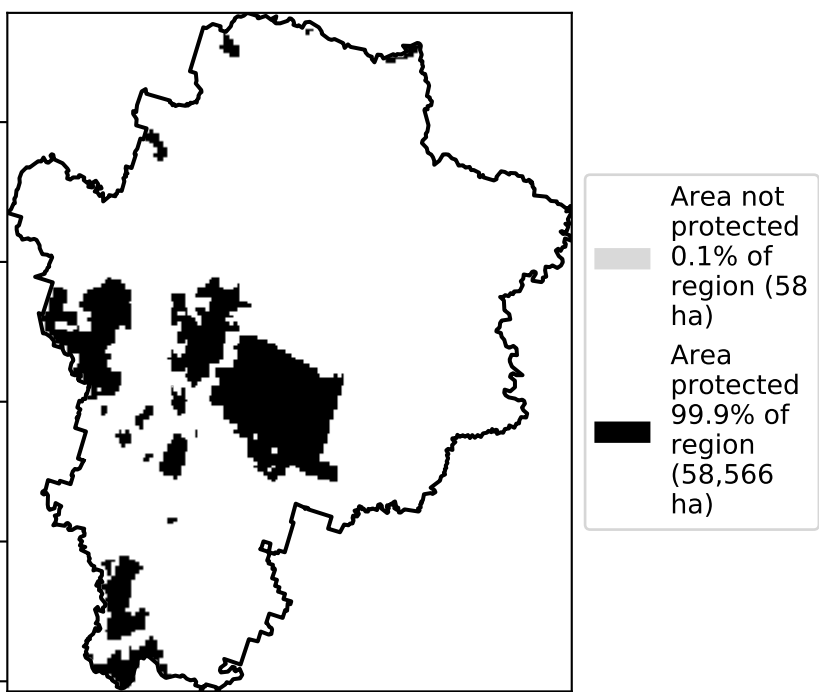 Area not
protected
0.1% of
region (58
ha)
Area
protected
99.9% of
region
(58,566
ha)